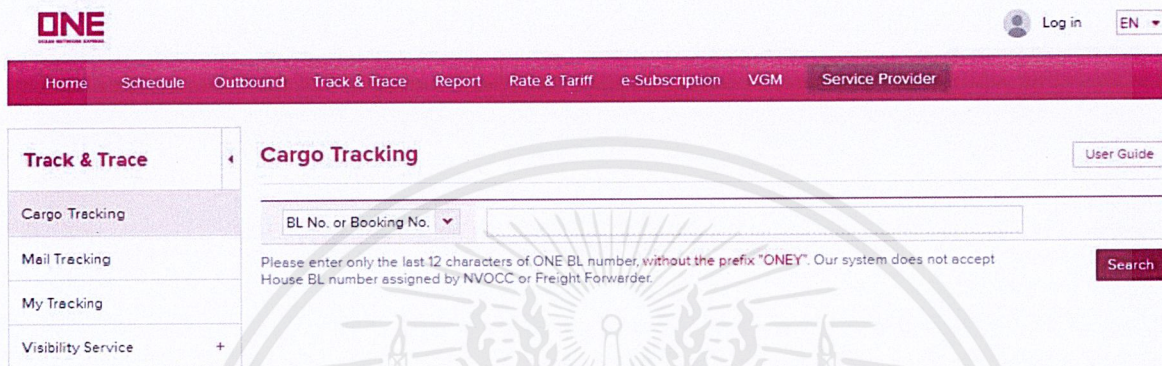 ONE
OCEAN NETWORK EXPRESS
Log in
EN
Home Schedule Outbound Track & Trace Report Rate & Tariff e-Subscription VGM Service Provider
Track & Trace
Cargo Tracking
Mail Tracking
My Tracking
Visibility Service +
Cargo Tracking
User Guide
BL No. or Booking No.
Please enter only the last 12 characters of ONE BL number, without the prefix "ONEY". Our system does not accept
House BL number assigned by NVOCC or Freight Forwarder.
Search